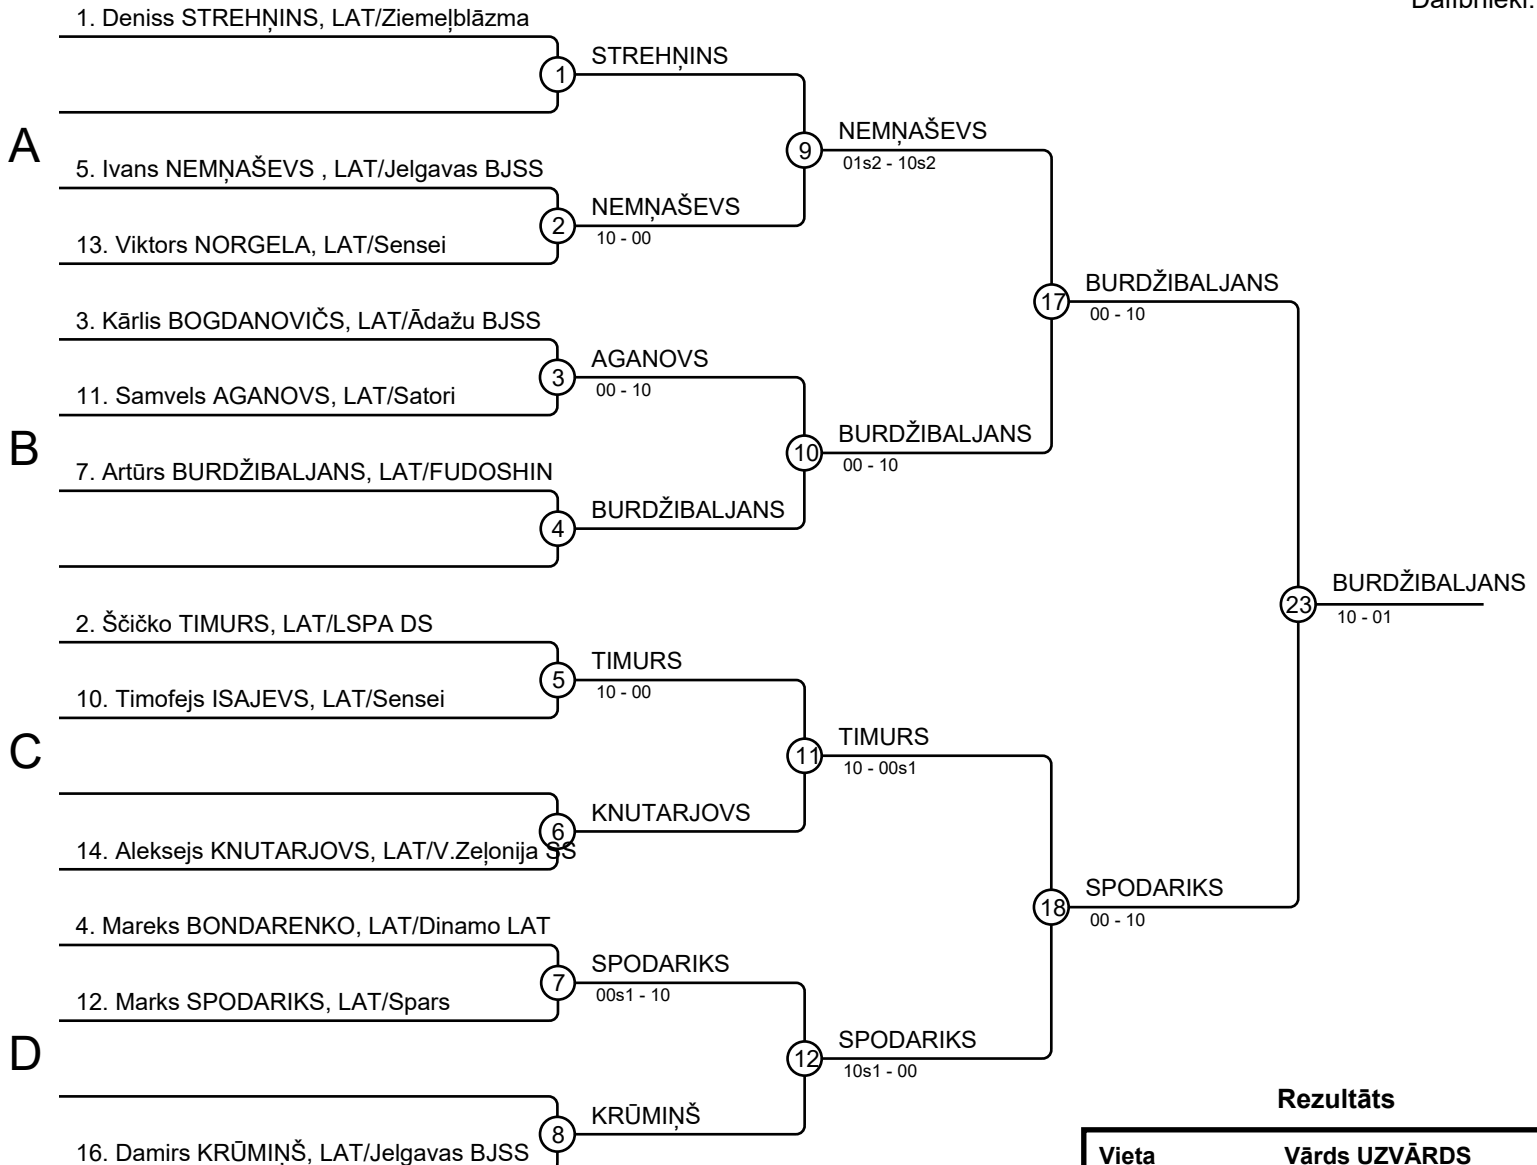 Dalībnieki:
1. Deniss STREHŅINS, LAT/Ziemeļblāzma
1
STREHŅINS
A
5. Ivans NEMŅAŠEVS , LAT/Jelgavas BJSS
2
NEMŅAŠEVS
10 - 00
13. Viktors NORGELA, LAT/Sensei
9
NEMŅAŠEVS
01s2 - 10s2
3. Kārlis BOGDANOVIČS, LAT/Ādažu BJSS
3
AGANOVS
00 - 10
11. Samvels AGANOVS, LAT/Satori
B
10
BURDŽIBALJANS
00 - 10
7. Artūrs BURDŽIBALJANS, LAT/FUDOSHIN
4
BURDŽIBALJANS
17
BURDŽIBALJANS
00 - 10
2. Ščičko TIMURS, LAT/LSPA DS
5
TIMURS
10 - 00
10. Timofejs ISAJEVS, LAT/Sensei
C
11
TIMURS
10 - 00s1
6
KNUTARJOVS
14. Aleksejs KNUTARJOVS, LAT/V.Zeļonija SS
4. Mareks BONDARENKO, LAT/Dinamo LAT
7
SPODARIKS
00s1 - 10
12. Marks SPODARIKS, LAT/Spars
D
12
SPODARIKS
10s1 - 00
8
KRŪMIŅŠ
16. Damirs KRŪMIŅŠ, LAT/Jelgavas BJSS
18
SPODARIKS
00 - 10
23
BURDŽIBALJANS
10 - 01
Rezultāts
Vieta Vārds UZVĀRDS